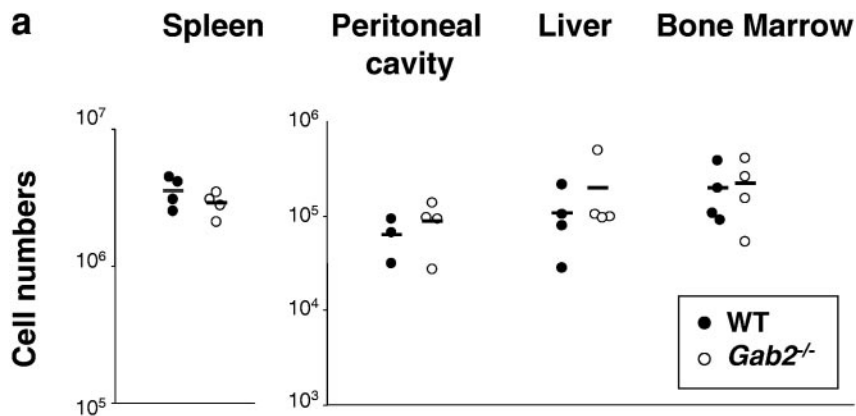 a
Spleen
Peritoneal
cavity
Liver
Bone Marrow
Cell numbers
10⁷
10⁶
10⁵
10⁶
10⁵
10⁴
10³
WT
Gab2⁻/⁻